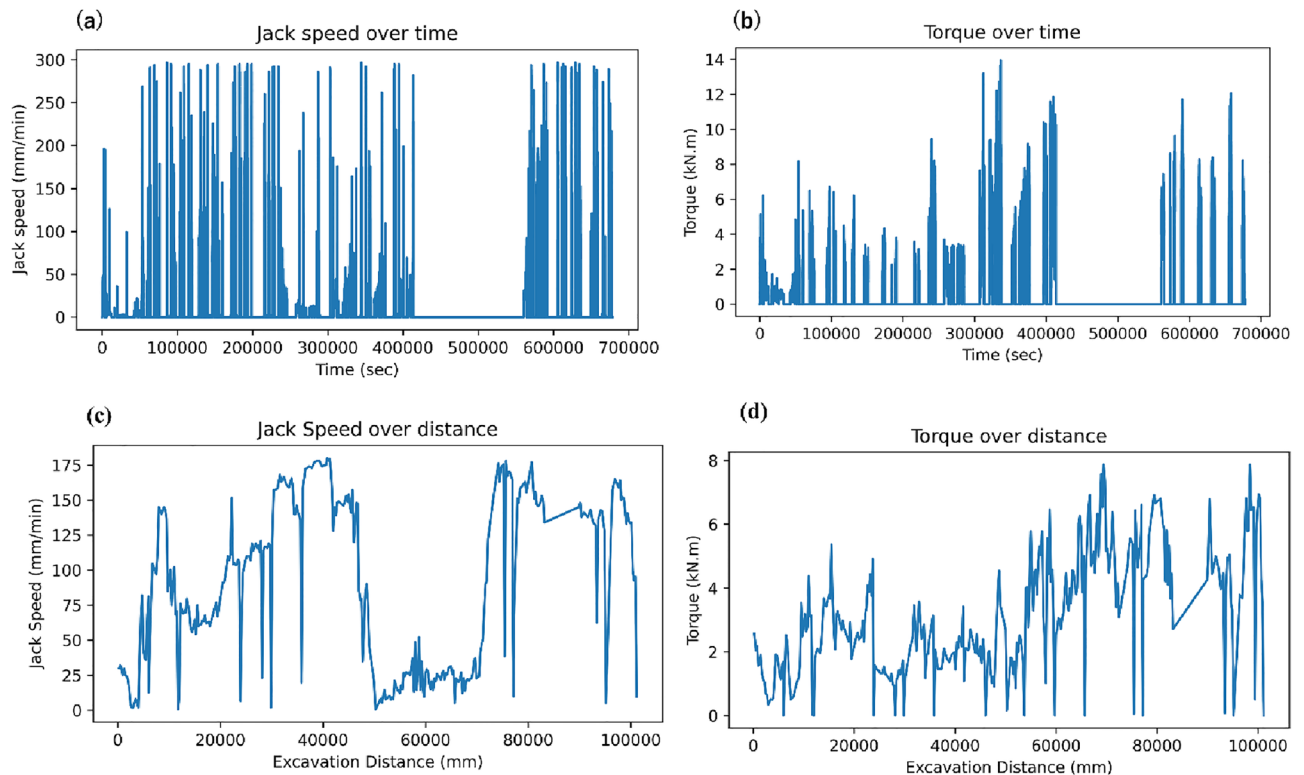 (a)
Jack speed over time
300
250
200
150
100
50
0
Jack speed (mm/min)
0 100000 200000 300000 400000 500000 600000 700000
Time (sec)
(b)
Torque over time
14
12
10
8
6
4
2
0
Torque (kN.m)
0 100000 200000 300000 400000 500000 600000 700000
Time (sec)
(c)
Jack Speed over distance
175
150
125
100
75
50
25
0
Jack Speed (mm/min)
0 20000 40000 60000 80000 100000
Excavation Distance (mm)
(d)
Torque over distance
8
6
4
2
0
Torque (kN.m)
0 20000 40000 60000 80000 100000
Excavation Distance (mm)